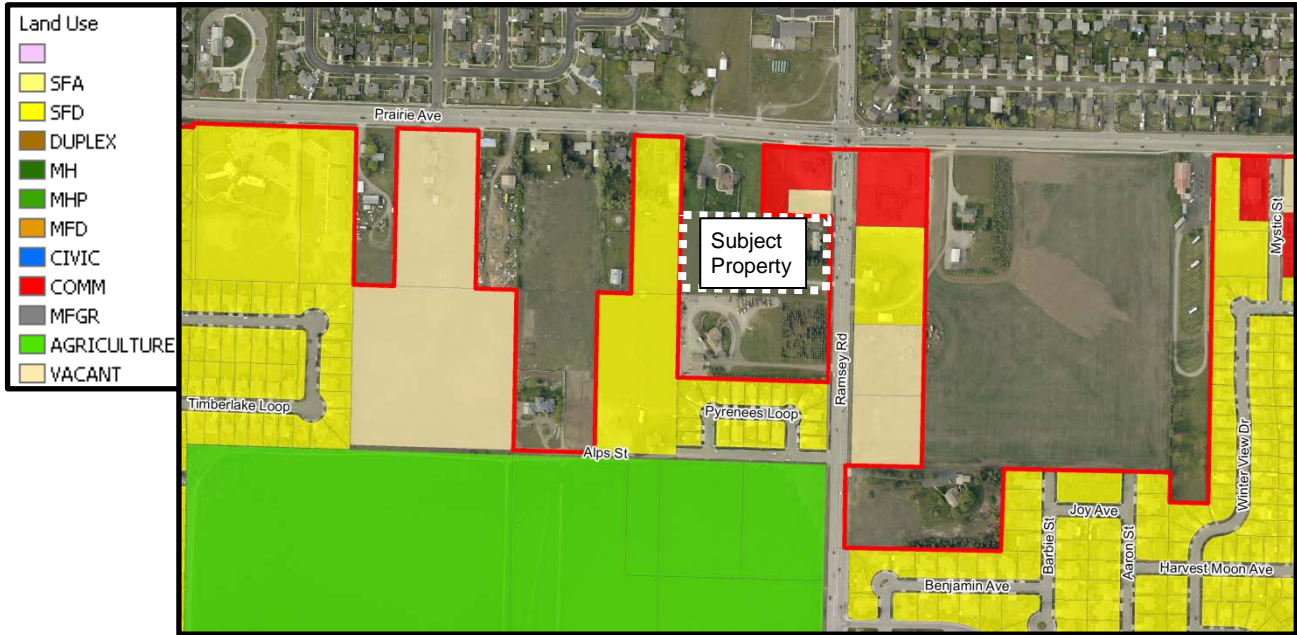 Land Use
SFA
SFD
DUPLEX
MH
MHP
MFD
CIVIC
COMM
MFGR
AGRICULTURE
VACANT
Prairie Ave
Subject
Property
Mystic St
Ramsey Rd
Timberlake Loop
Pyrenees Loop
Alps St
Winter View Dr
Joy Ave
Barbie St
Aaron St
Harvest Moon Ave
Benjamin Ave